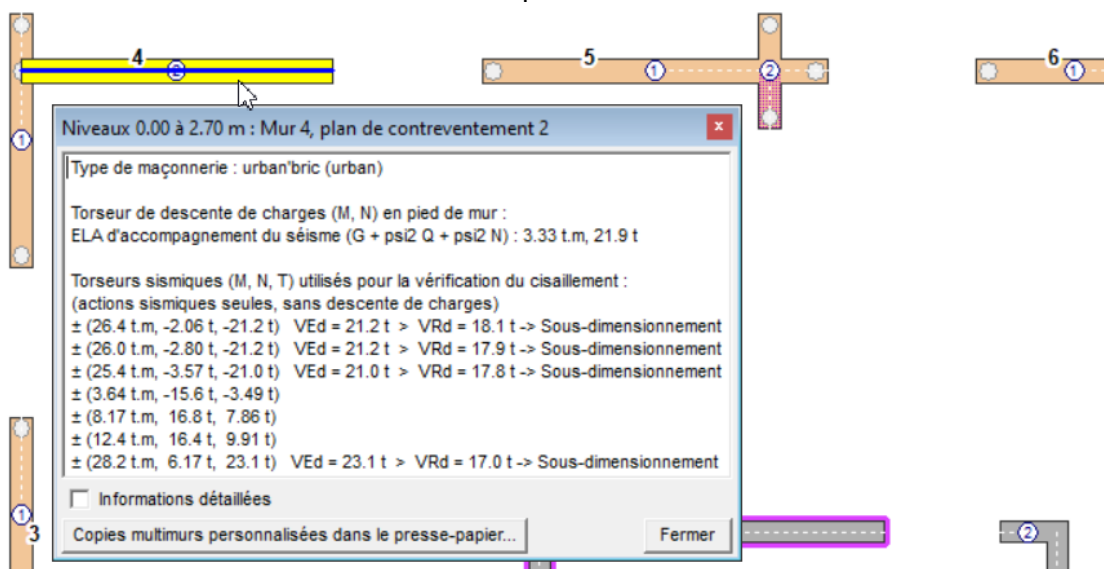 4
2
5
1
2
6
1
1
Niveaux 0.00 à 2.70 m : Mur 4, plan de contreventement 2
x
Type de maçonnerie : urban'bric (urban)
Torseur de descente de charges (M, N) en pied de mur :
ELA d'accompagnement du séisme (G + psi2 Q + psi2 N) : 3.33 t.m, 21.9 t
Torseurs sismiques (M, N, T) utilisés pour la vérification du cisaillement :
(actions sismiques seules, sans descente de charges)
± (26.4 t.m, -2.06 t, -21.2 t) VEd = 21.2 t > VRd = 18.1 t -> Sous-dimensionnement
± (26.0 t.m, -2.80 t, -21.2 t) VEd = 21.2 t > VRd = 17.9 t -> Sous-dimensionnement
± (25.4 t.m, -3.57 t, -21.0 t) VEd = 21.0 t > VRd = 17.8 t -> Sous-dimensionnement
± (3.64 t.m, -15.6 t, -3.49 t)
± (8.17 t.m, 16.8 t, 7.86 t)
± (12.4 t.m, 16.4 t, 9.91 t)
± (28.2 t.m, 6.17 t, 23.1 t) VEd = 23.1 t > VRd = 17.0 t -> Sous-dimensionnement
Informations détaillées
1
3
Copies multimurs personnalisées dans le presse-papier...
Fermer
2